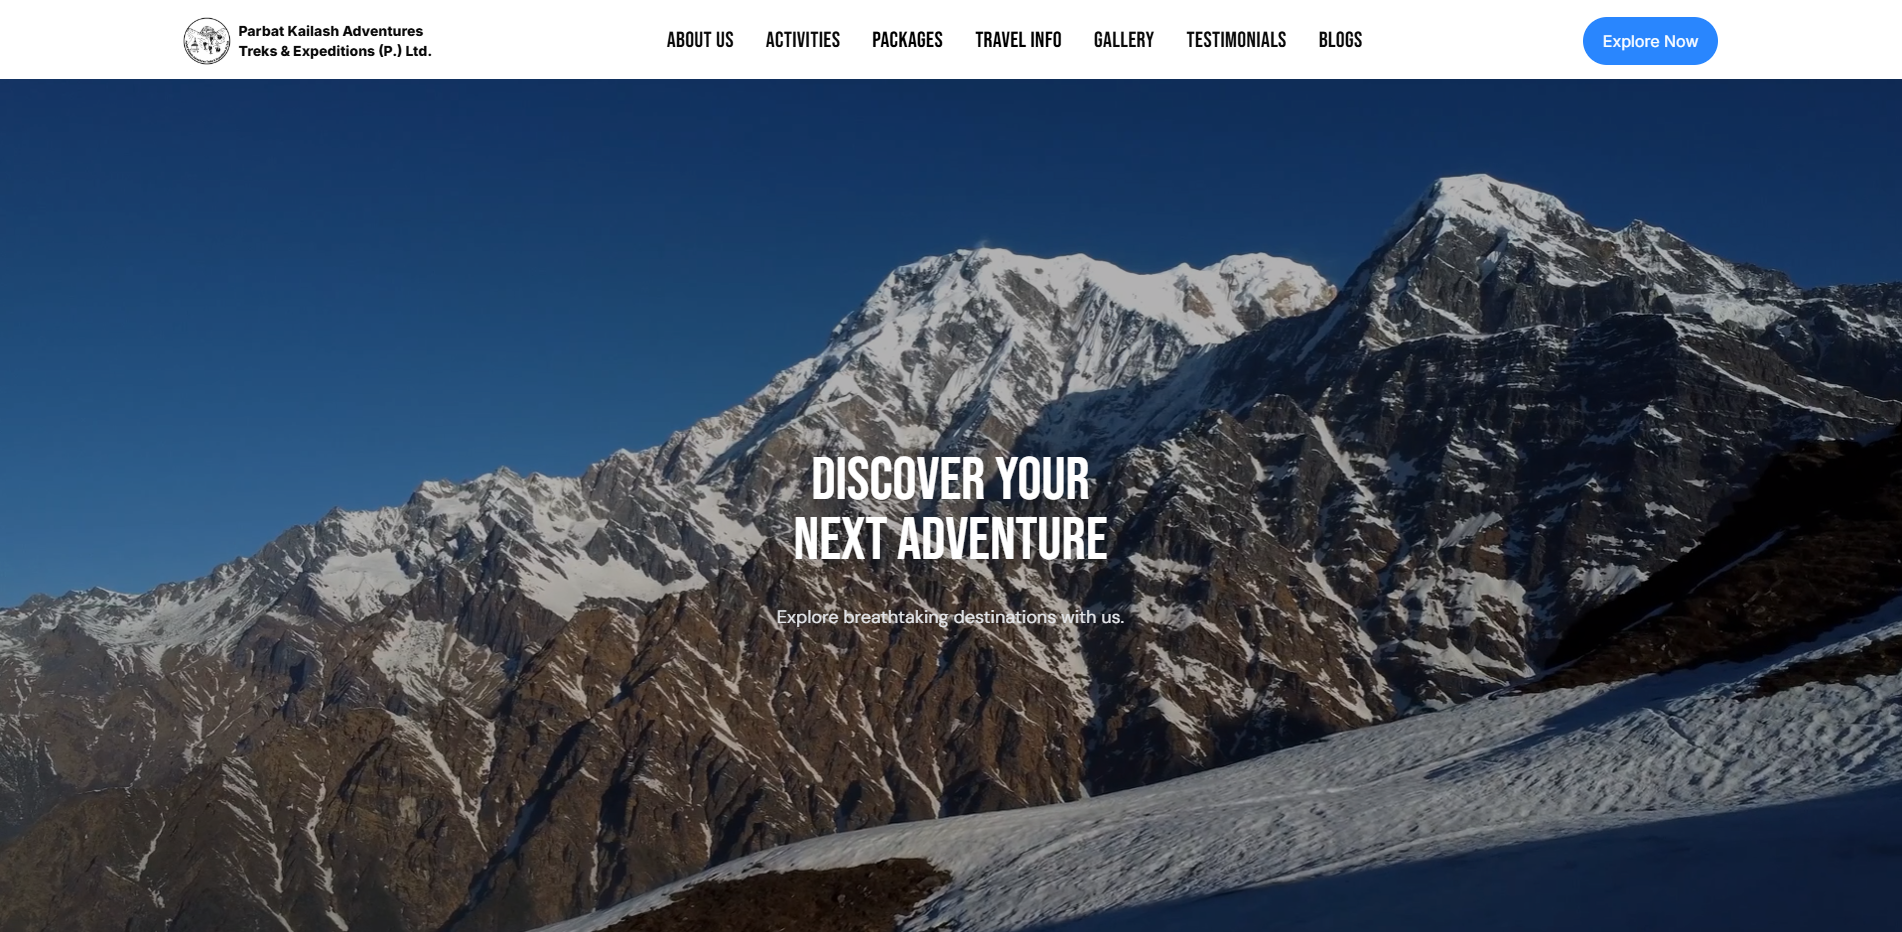 Parbat Kailash Adventures
Treks & Expeditions (P.) Ltd.
ABOUT US
ACTIVITIES
PACKAGES
TRAVEL INFO
GALLERY
TESTIMONIALS
BLOGS
Explore Now
DISCOVER YOUR
NEXT ADVENTURE
Explore breathtaking destinations with us.